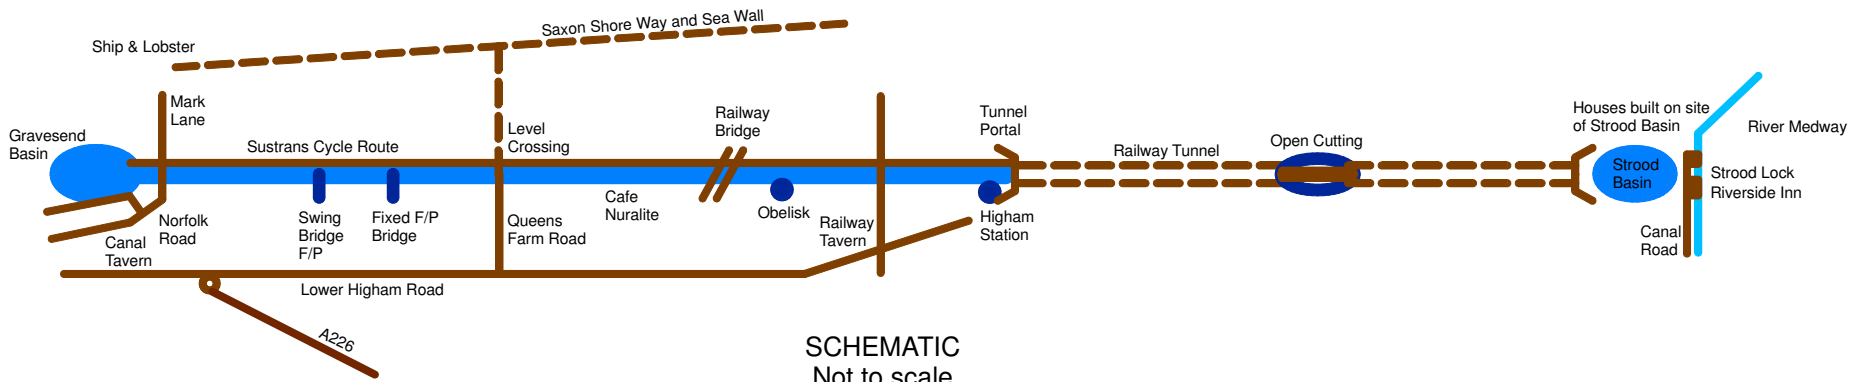 Saxon Shore Way and Sea Wall
Ship & Lobster
Mark
Lane
Gravesend
Basin
Sustrans Cycle Route
Level
Crossing
Railway
Bridge
Tunnel
Portal
Railway Tunnel
Open Cutting
Houses built on site
of Strood Basin
River Medway
Strood
Basin
Strood Lock
Riverside Inn
Canal
Road
Norfolk
Road
Canal
Tavern
Swing
Bridge
F/P
Fixed F/P
Bridge
Queens
Farm Road
Cafe
Nuralite
Obelisk
Railway
Tavern
Higham
Station
Lower Higham Road
A226
SCHEMATIC
Not to scale